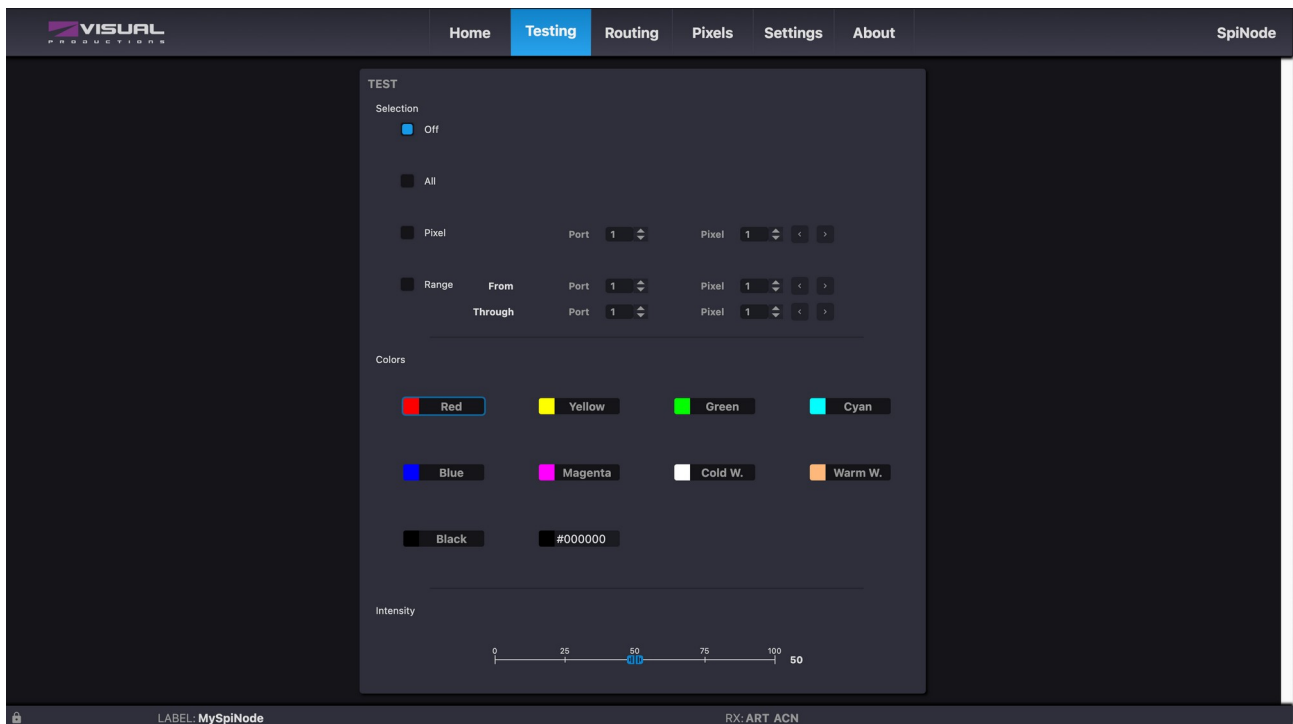 VISUAL
PRODUCTIONS
Home Testing Routing Pixels Settings About SpiNode
TEST
Selection
Off
All
Pixel Port 1 Pixel 1 < >
Range From Port 1 Pixel 1 < >
Through Port 1 Pixel 1 < >
Colors
Red Yellow Green Cyan
Blue Magenta Cold W. Warm W.
Black #000000
Intensity
0 25 50 75 100
50
LABEL: MySpiNode RX: ART ACN